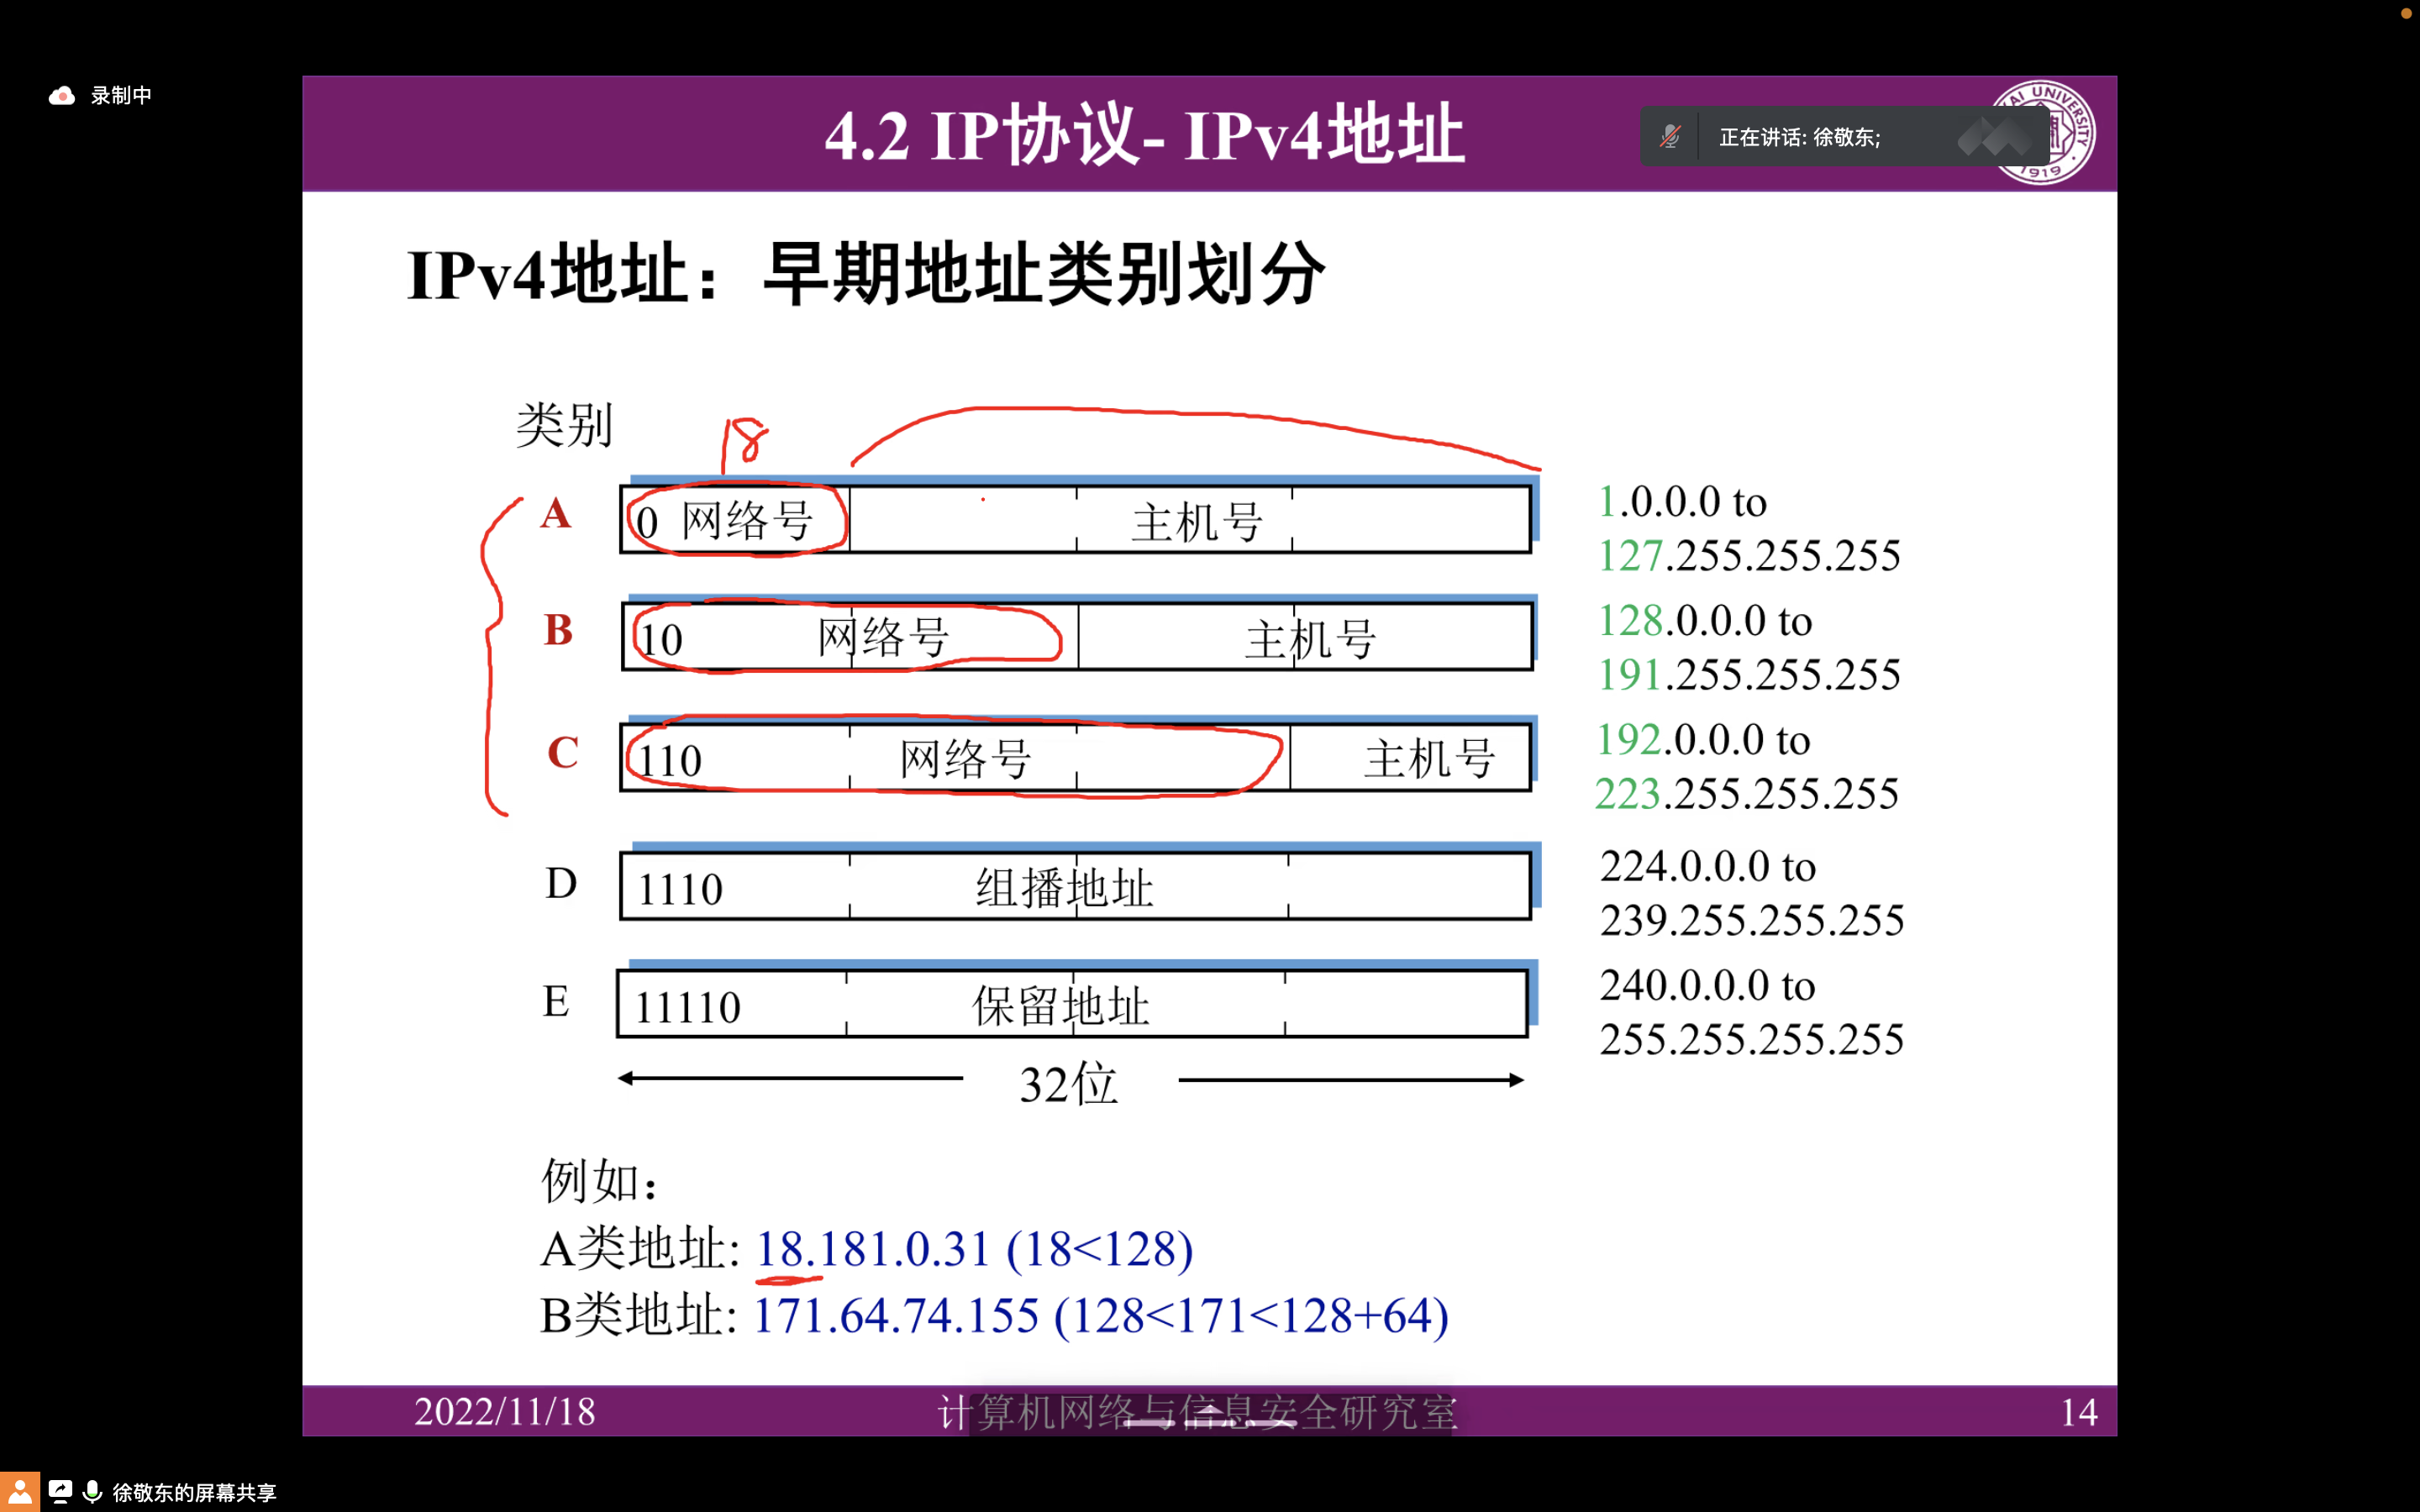 录制中
4.2 IP协议- IPv4地址
正在讲话: 徐敬东;
AI UNIVERSITY
1919
IPv4地址：早期地址类别划分
类别
18
A
0 网络号 主机号
1.0.0.0 to
127.255.255.255
B
10 网络号 主机号
128.0.0.0 to
191.255.255.255
C
110 网络号 主机号
192.0.0.0 to
223.255.255.255
D
1110 组播地址
224.0.0.0 to
239.255.255.255
E
11110 保留地址
240.0.0.0 to
255.255.255.255
32位
例如：
A类地址: 18.181.0.31 (18<128)
B类地址: 171.64.74.155 (128<171<128+64)
2022/11/18
计算机网络与信息安全研究室
14
徐敬东的屏幕共享